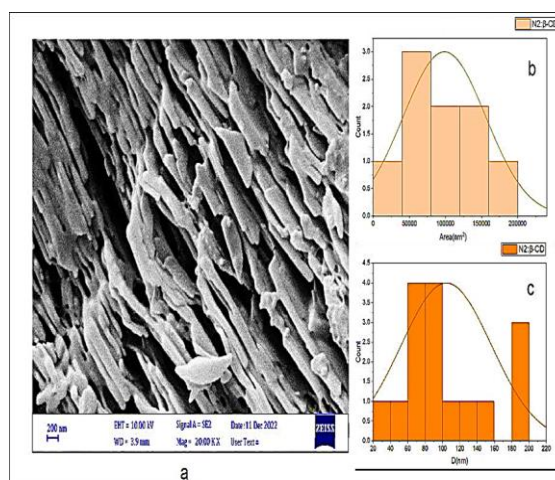 N2:β-CD
b
3.0
2.5
2.0
1.5
1.0
0.5
0.0
Count
0 50000 100000 150000 200000
Area(nm²)
N2:β-CD
c
4.5
4.0
3.5
3.0
2.5
2.0
1.5
1.0
0.5
0.0
Count
20 40 60 80 100 120 140 160 180 200 220
D(nm)
200 nm
EHT = 10.00 kV Signal A = SE2 Date :11 Dec 2022 ZEISS
WD = 3.9 mm Mag = 20.00 K X User Text =
a